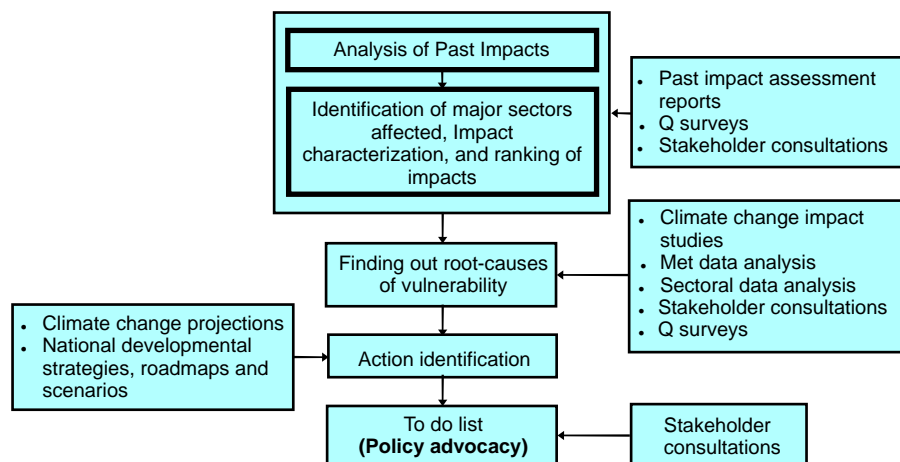 Analysis of Past Impacts
Identification of major sectors
affected, Impact
characterization, and ranking of
impacts
• Past impact assessment
reports
• Q surveys
• Stakeholder consultations
Finding out root-causes
of vulnerability
• Climate change impact
studies
• Met data analysis
• Sectoral data analysis
• Stakeholder consultations
• Q surveys
• Climate change projections
• National developmental
strategies, roadmaps and
scenarios
Action identification
To do list
(Policy advocacy)
Stakeholder
consultations